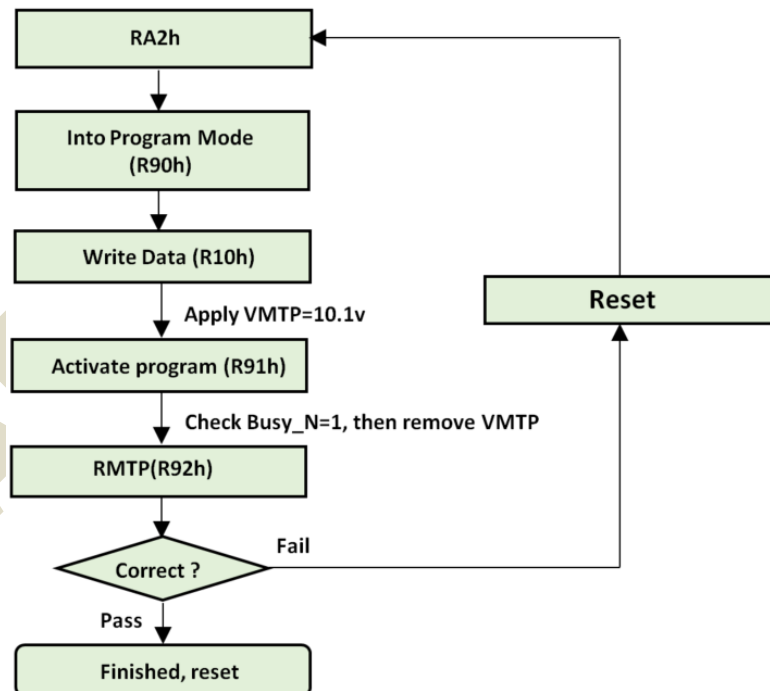 RA2h
Into Program Mode
(R90h)
Write Data (R10h)
Apply VMTP=10.1v
Activate program (R91h)
Check Busy_N=1, then remove VMTP
RMTP(R92h)
Correct ?
Fail
Pass
Finished, reset
Reset